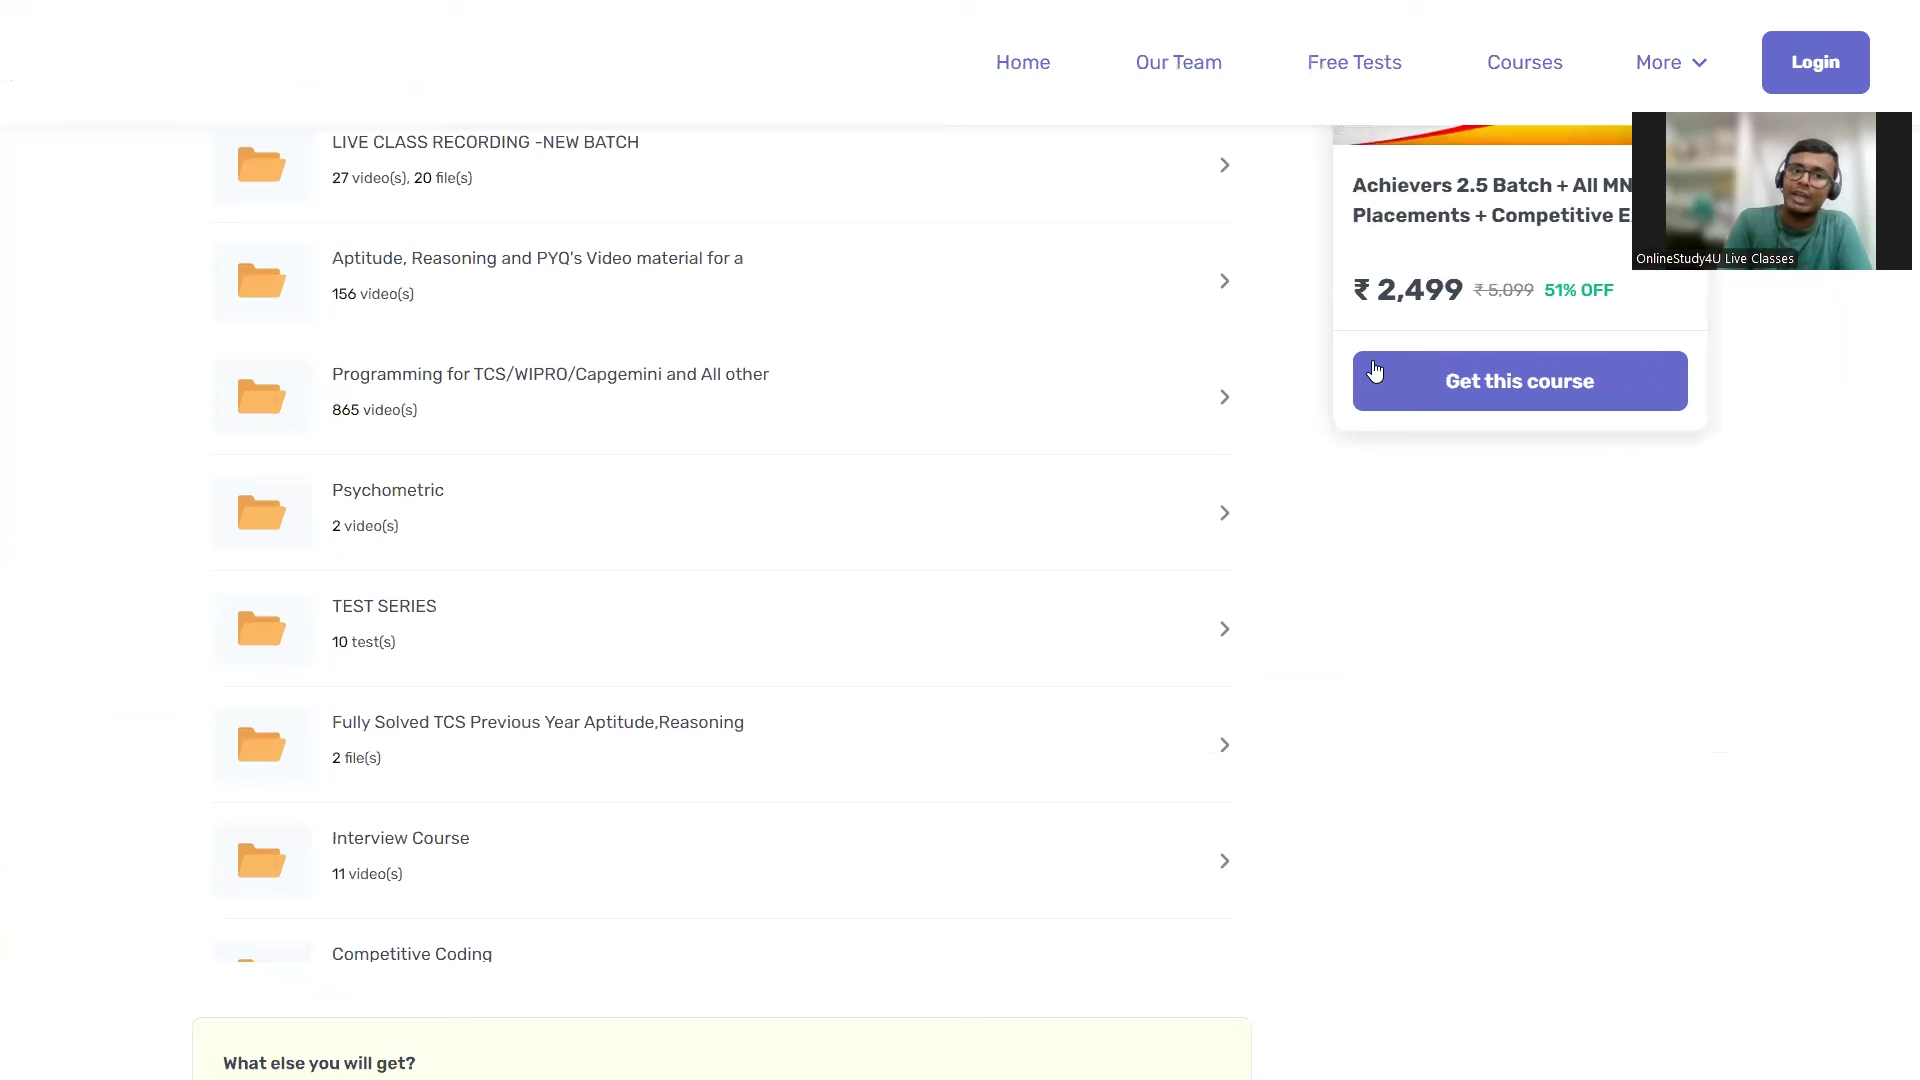 Home
Our Team
Free Tests
Courses
More
Login
LIVE CLASS RECORDING -NEW BATCH
27 video(s), 20 file(s)
Aptitude, Reasoning and PYQ's Video material for a
156 video(s)
Programming for TCS/WIPRO/Capgemini and All other
865 video(s)
Psychometric
2 video(s)
TEST SERIES
10 test(s)
Fully Solved TCS Previous Year Aptitude,Reasoning
2 file(s)
Interview Course
11 video(s)
Competitive Coding
What else you will get?
Achievers 2.5 Batch + All MN
Placements + Competitive E
₹ 2,499 ₹ 5,099 51% OFF
Get this course
OnlineStudy4U Live Classes